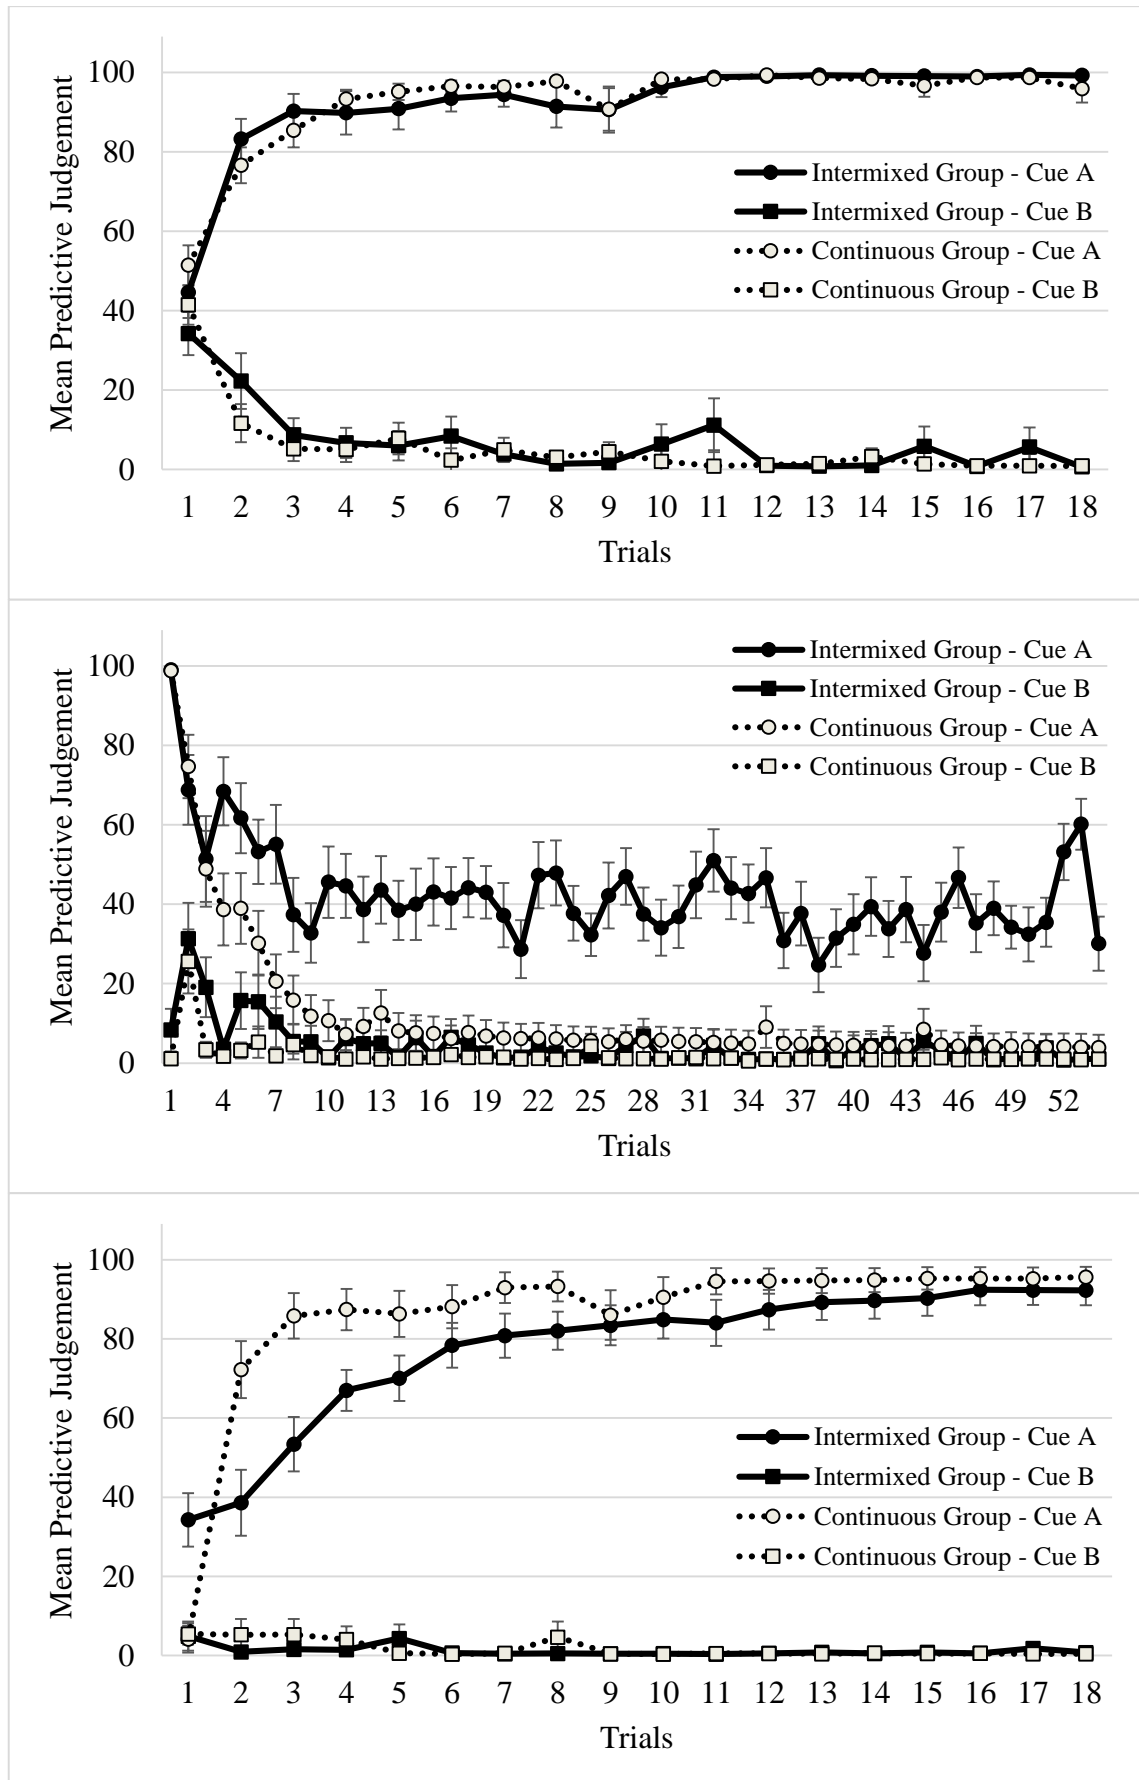 Mean Predictive Judgement
100
80
60
40
20
0
Intermixed Group - Cue A
Intermixed Group - Cue B
Continuous Group - Cue A
Continuous Group - Cue B
1 2 3 4 5 6 7 8 9 10 11 12 13 14 15 16 17 18
Trials
Mean Predictive Judgement
100
80
60
40
20
0
Intermixed Group - Cue A
Intermixed Group - Cue B
Continuous Group - Cue A
Continuous Group - Cue B
1 4 7 10 13 16 19 22 25 28 31 34 37 40 43 46 49 52
Trials
Mean Predictive Judgement
100
80
60
40
20
0
Intermixed Group - Cue A
Intermixed Group - Cue B
Continuous Group - Cue A
Continuous Group - Cue B
1 2 3 4 5 6 7 8 9 10 11 12 13 14 15 16 17 18
Trials